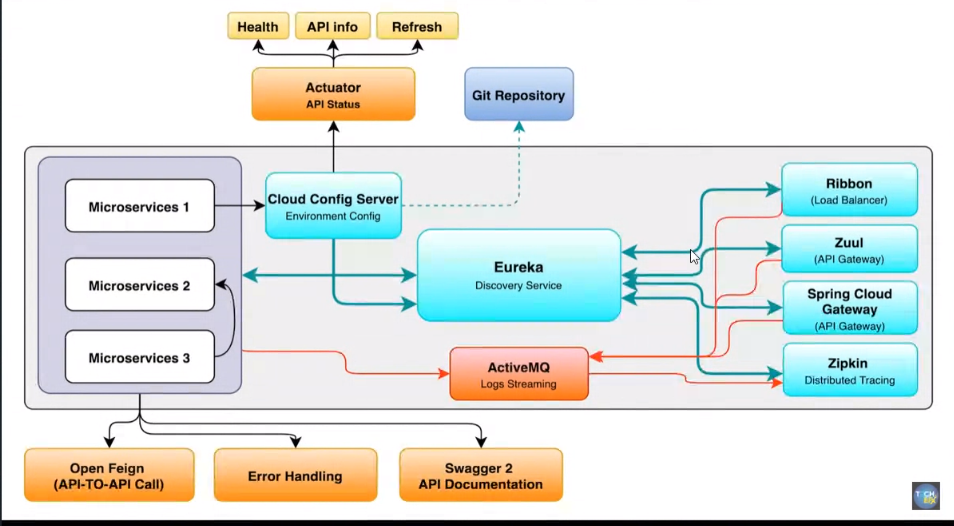 Health
API info
Refresh
Actuator
API Status
Git Repository
Microservices 1
Cloud Config Server
Environment Config
Ribbon
(Load Balancer)
Zuul
(API Gateway)
Eureka
Discovery Service
Microservices 2
Spring Cloud
Gateway
(API Gateway)
Microservices 3
ActiveMQ
Logs Streaming
Zipkin
Distributed Tracing
Open Feign
(API-TO-API Call)
Error Handling
Swagger 2
API Documentation